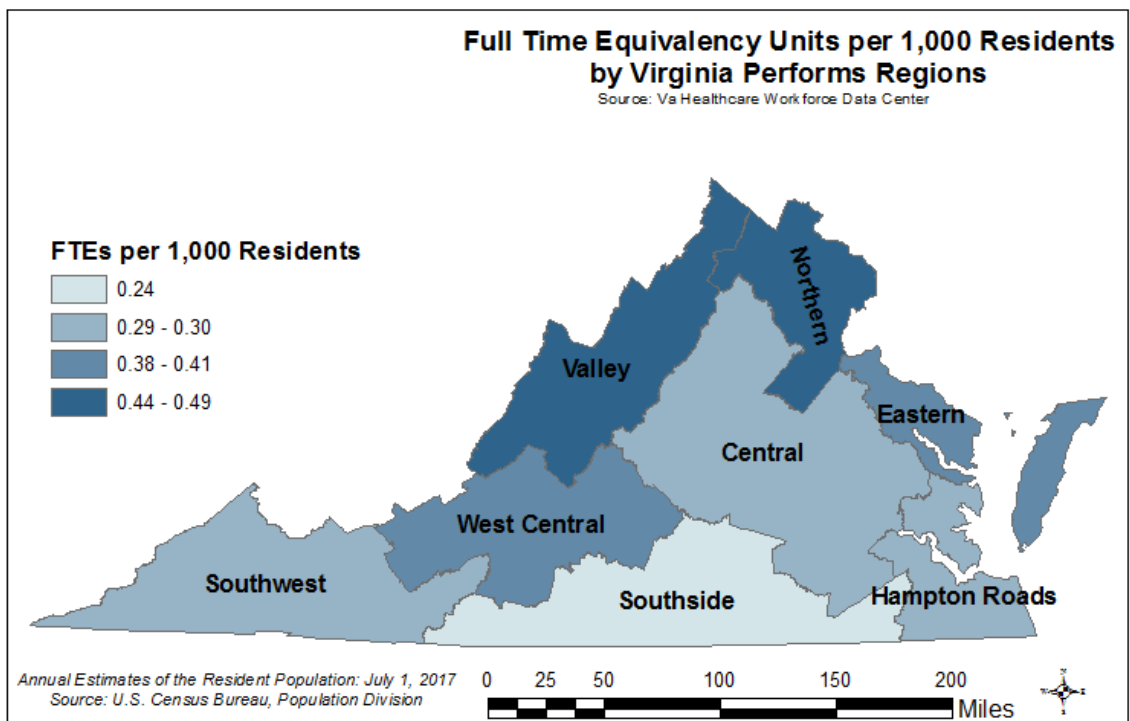 Full Time Equivalency Units per 1,000 Residents
by Virginia Performs Regions
Source: Va Healthcare Workforce Data Center
FTEs per 1,000 Residents
0.24
0.29 - 0.30
0.38 - 0.41
0.44 - 0.49
Northern
Valley
Eastern
Central
West Central
Southwest
Southside
Hampton Roads
Annual Estimates of the Resident Population: July 1, 2017
Source: U.S. Census Bureau, Population Division
0 25 50 100 150 200
Miles
N
W E
S